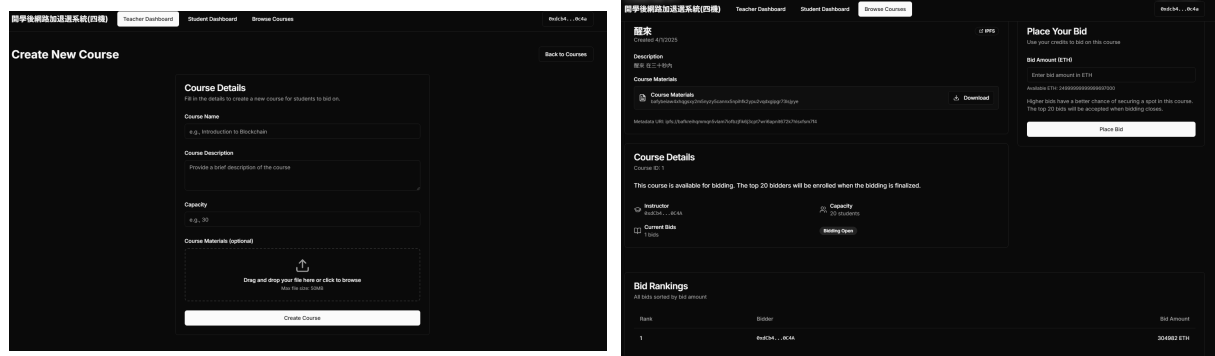 開學後網路加退選系統(四機)
Teacher Dashboard
Student Dashboard
Browse Courses
0xdcb4...0c4a
Create New Course
Back to Courses
Course Details
Fill in the details to create a new course for students to bid on.
Course Name
e.g., Introduction to Blockchain
Course Description
Provide a brief description of the course
Capacity
e.g., 30
Course Materials (optional)
Drag and drop your file here or click to browse
Max file size: 50MB
Create Course
開學後網路加退選系統(四機)
Teacher Dashboard
Student Dashboard
Browse Courses
0xdcb4...0c4a
醒來
Created 4/1/2025
IPFS
Description
醒來 在三十秒內
Course Materials
Course Materials
Download
Course Details
Course ID: 1
This course is available for bidding. The top 20 bidders will be enrolled when the bidding is finalized.
Instructor
0xdCb4...0C4A
Capacity
20 students
Current Bids
1 bids
Bidding Open
Place Your Bid
Use your credits to bid on this course
Bid Amount (ETH)
Enter bid amount in ETH
Higher bids have a better chance of securing a spot in this course.
The top 20 bids will be accepted when bidding closes.
Place Bid
Bid Rankings
All bids sorted by bid amount
Rank
Bidder
Bid Amount
1
0xdCb4...0C4A
304982 ETH